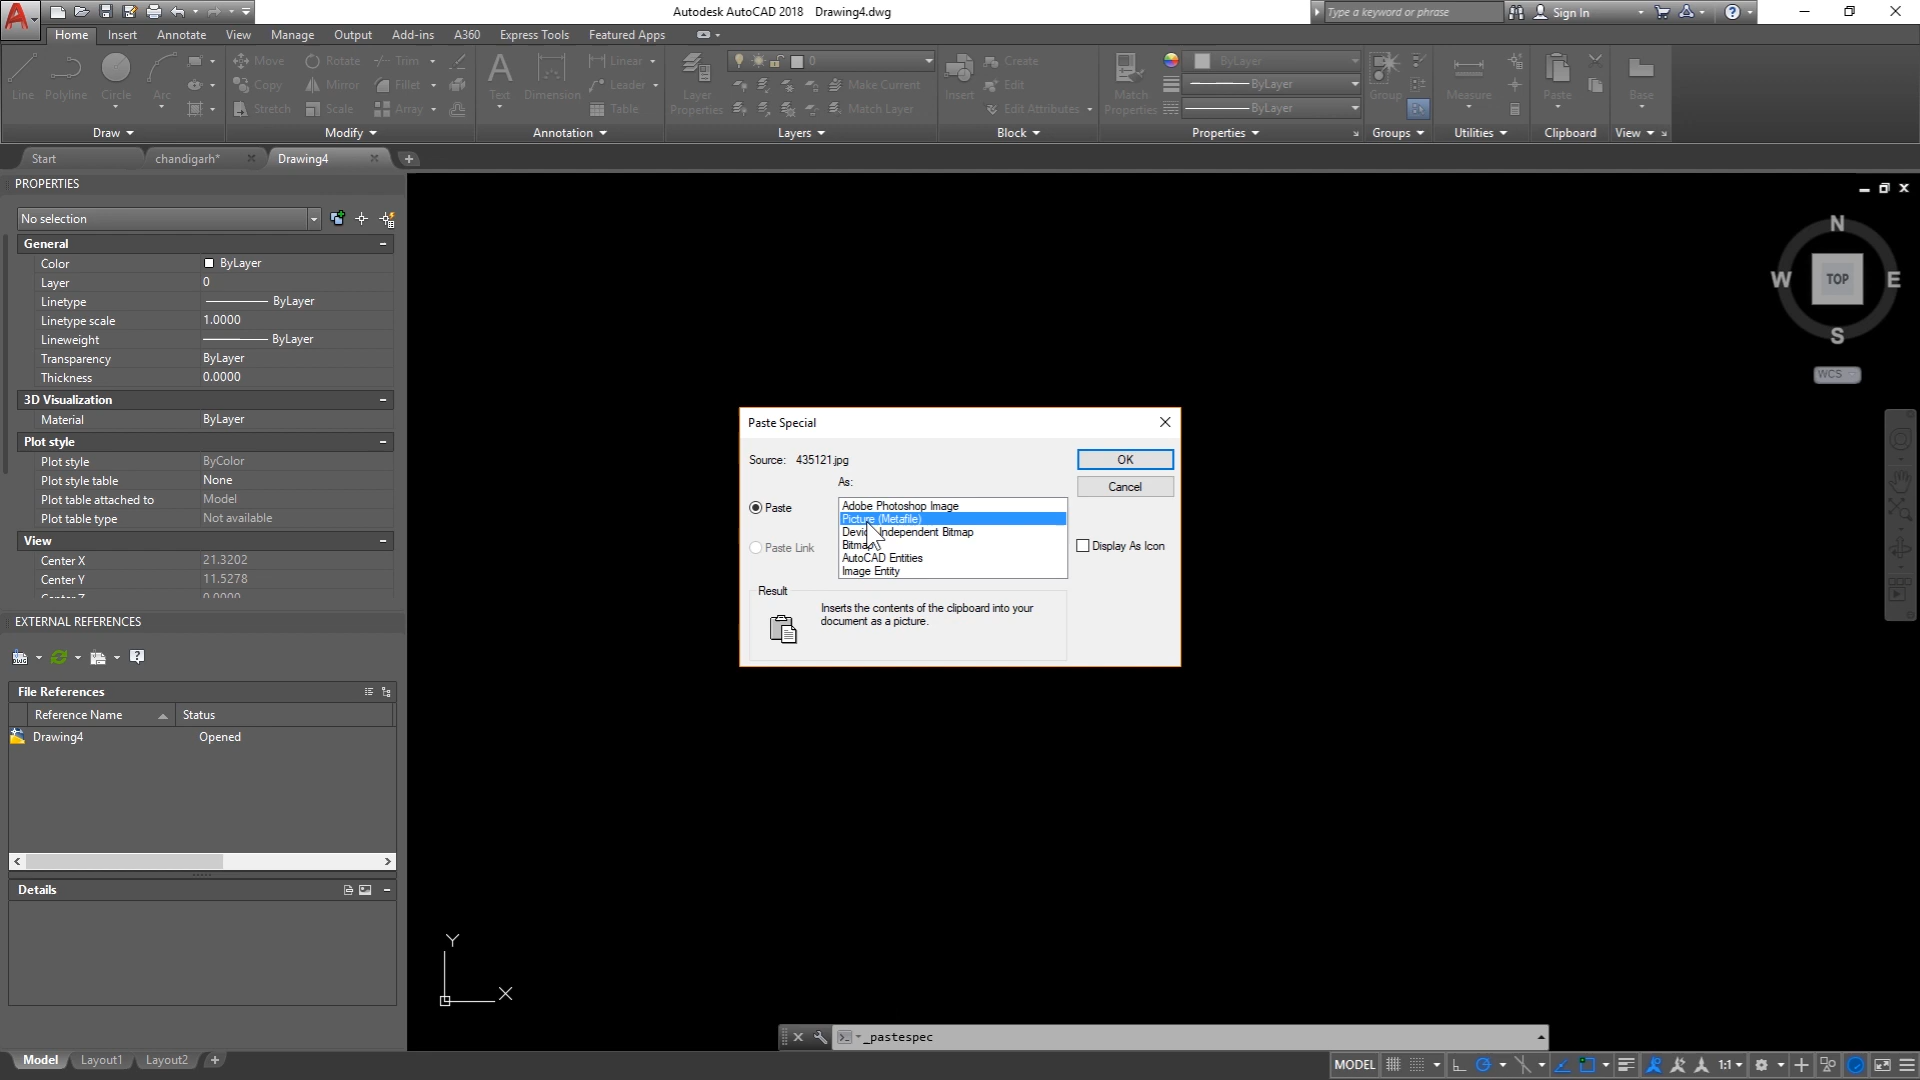 Autodesk AutoCAD 2018 Drawing4.dwg
Type a keyword or phrase
Sign In
Home Insert Annotate View Manage Output Add-ins A360 Express Tools Featured Apps
Line Polyline Circle Arc
Move Rotate Trim
Copy Mirror Fillet
Stretch Scale Array
Text Dimension
Linear
Leader
Table
Layer
Properties
0
Make Current
Match Layer
Insert
Create
Edit
Edit Attributes
Match
Properties
ByLayer
ByLayer
ByLayer
Group
Measure
Paste
Base
Draw Modify Annotation Layers Block Properties Groups Utilities Clipboard View
Start chandigarh* Drawing4
PROPERTIES
No selection
General
Color ByLayer
Layer 0
Linetype ByLayer
Linetype scale 1.0000
Lineweight ByLayer
Transparency ByLayer
Thickness 0.0000
3D Visualization
Material ByLayer
Plot style
Plot style ByColor
Plot style table None
Plot table attached to Model
Plot table type Not available
View
Center X 21.3202
Center Y 11.5278
Center Z 0.0000
EXTERNAL REFERENCES
File References
Reference Name Status
Drawing4 Opened
Details
N
W TOP E
S
WCS
Paste Special
Source: 435121.jpg
As:
OK
Cancel
Paste
Paste Link
Adobe Photoshop Image
Picture (Metafile)
Device Independent Bitmap
Bitmap
AutoCAD Entities
Image Entity
Display As Icon
Result
Inserts the contents of the clipboard into your
document as a picture.
Y
X
_pastespec
Model Layout1 Layout2
MODEL 1:1